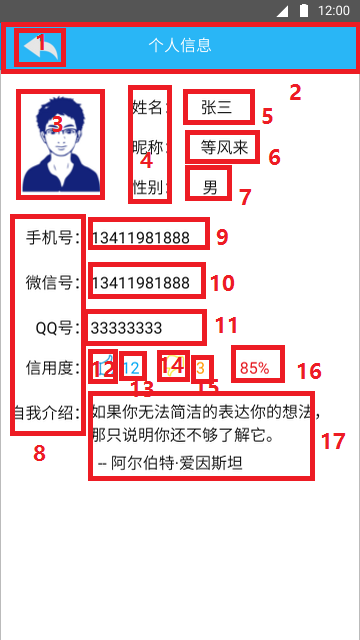 12:00
1
个人信息
2
3
姓名：
张三
5
昵称：
等风来
4
6
性别：
男
7
手机号：
13411981888
9
微信号：
13411981888
10
QQ号：
33333333
11
信用度：
12
12
14
3
85%
16
13
15
自我介绍：
如果你无法简洁的表达你的想法，
那只说明你还不够了解它。
17
-- 阿尔伯特·爱因斯坦
8